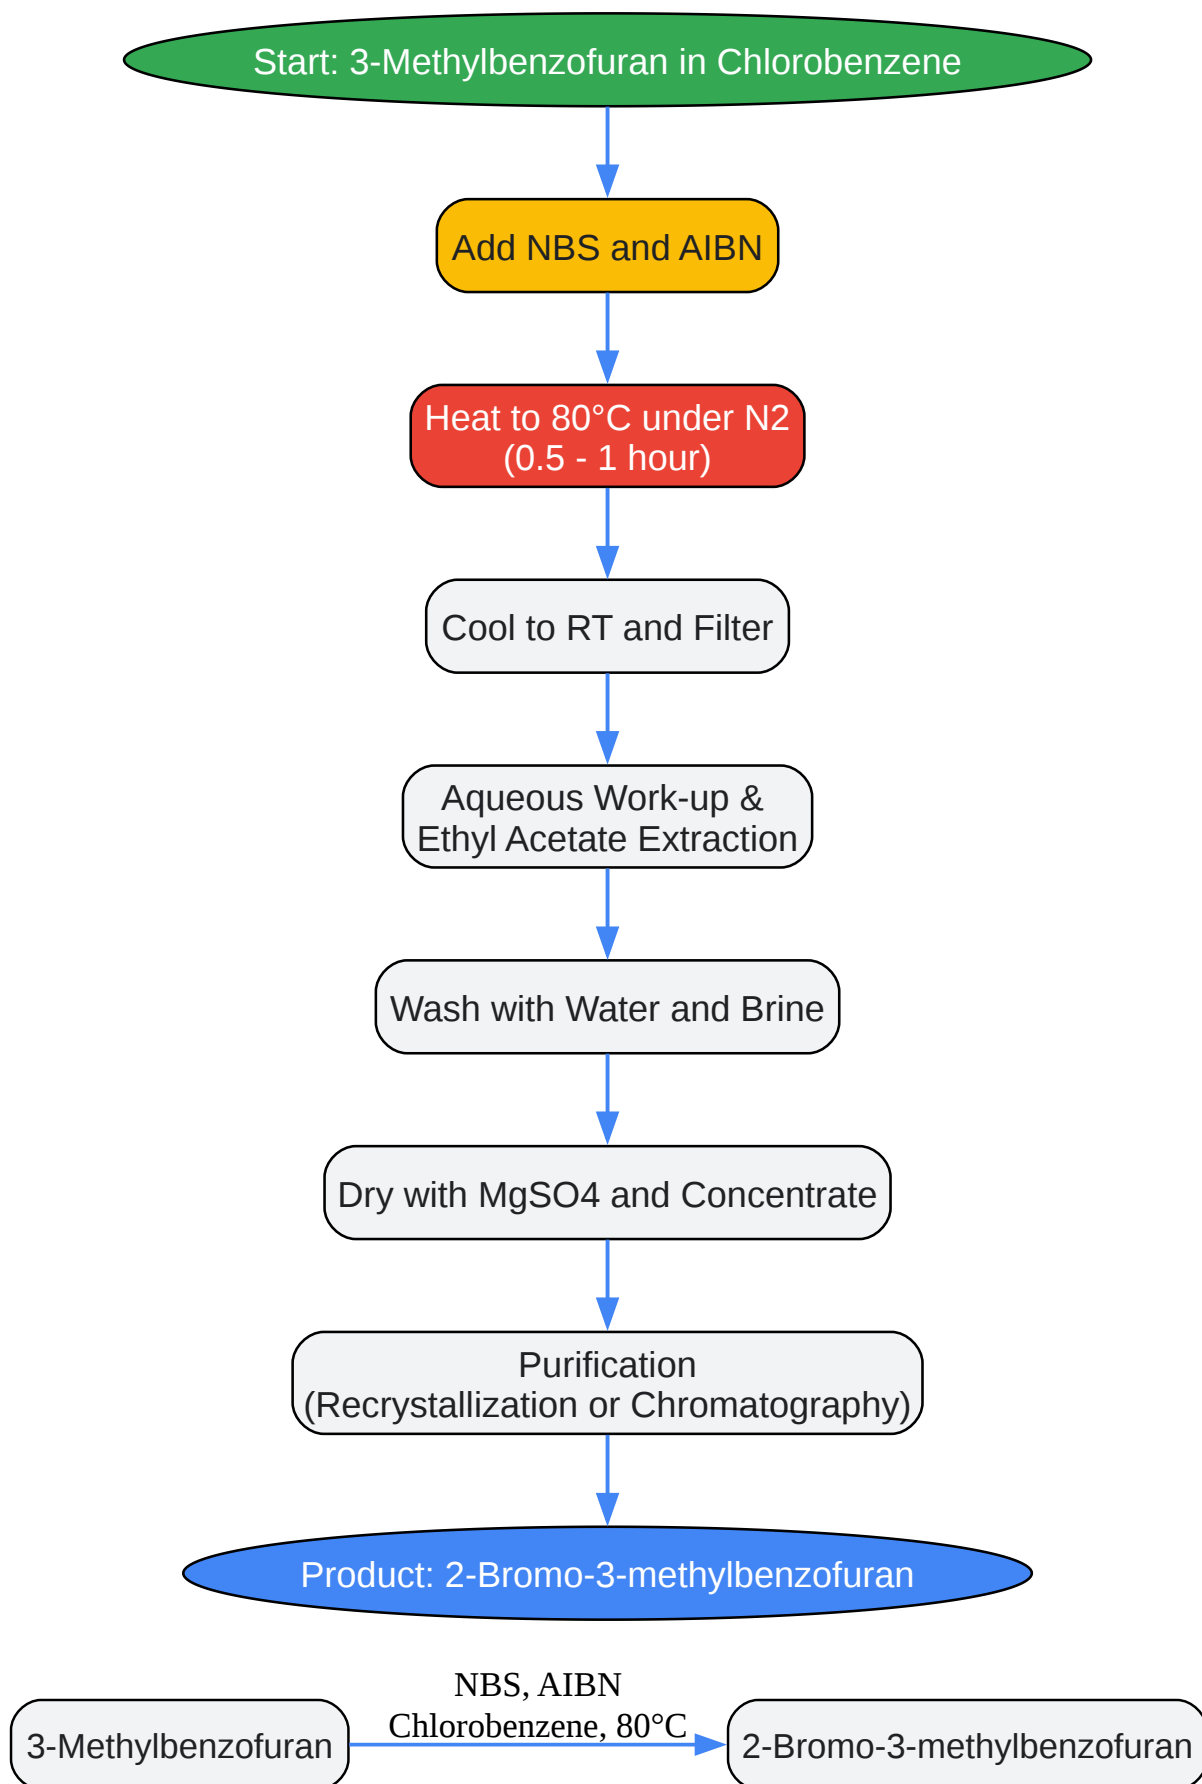 Start: 3-Methylbenzofuran in Chlorobenzene
Add NBS and AIBN
Heat to 80°C under N2
(0.5 - 1 hour)
Cool to RT and Filter
Aqueous Work-up &
Ethyl Acetate Extraction
Wash with Water and Brine
Dry with MgSO4 and Concentrate
Purification
(Recrystallization or Chromatography)
Product: 2-Bromo-3-methylbenzofuran
NBS, AIBN
Chlorobenzene, 80°C
3-Methylbenzofuran
2-Bromo-3-methylbenzofuran